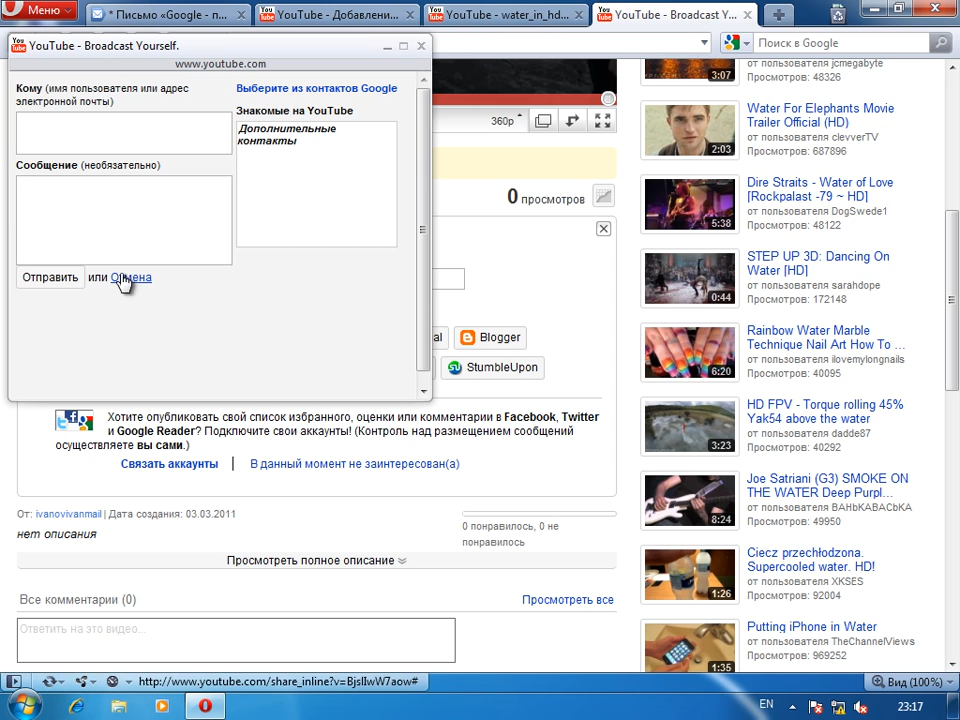 Меню
* Письмо «Google - п...
YouTube - Добавлени...
YouTube - water_in_hd...
YouTube - Broadcast Yo...
YouTube - Broadcast Yourself.
www.youtube.com
Поиск в Google
Кому (имя пользователя или адрес
электронной почты)
Выберите из контактов Google
Знакомые на YouTube
Дополнительные
контакты
Сообщение (необязательно)
Отправить или Отмена
360p
0 просмотров
al
Blogger
StumbleUpon
Хотите опубликовать свой список избранного, оценки или комментарии в Facebook, Twitter
и Google Reader? Подключите свои аккаунты! (Контроль над размещением сообщений
осуществляете вы сами.)
Связать аккаунты | В данный момент не заинтересован(а)
От: ivanovivanmail | Дата создания: 03.03.2011
нет описания
0 понравилось, 0 не
понравилось
Просмотреть полное описание
Все комментарии (0)
Просмотреть все
Ответить на это видео...
3:07
от пользователя jcmegabyte
Просмотров: 48326
Water For Elephants Movie
Trailer Official (HD)
от пользователя clevverTV
Просмотров: 687896
2:03
Dire Straits - Water of Love
[Rockpalast -79 ~ HD]
от пользователя DogSwede1
Просмотров: 48122
5:38
STEP UP 3D: Dancing On
Water [HD]
от пользователя sarahdope
Просмотров: 172148
0:44
Rainbow Water Marble
Technique Nail Art How To ...
от пользователя ilovemylongnails
Просмотров: 40095
6:20
HD FPV - Torque rolling 45%
Yak54 above the water
от пользователя dadde87
Просмотров: 40292
3:23
Joe Satriani (G3) SMOKE ON
THE WATER Deep Purpl...
от пользователя BAHbKABACbKA
Просмотров: 49950
8:24
Ciecz przechłodzona.
Supercooled water. HD!
от пользователя XKSES
Просмотров: 92004
1:26
Putting iPhone in Water
от пользователя TheChannelViews
Просмотров: 969252
1:35
http://www.youtube.com/share_inline?v=BjslIwW7aow#
Вид (100%)
EN
23:17